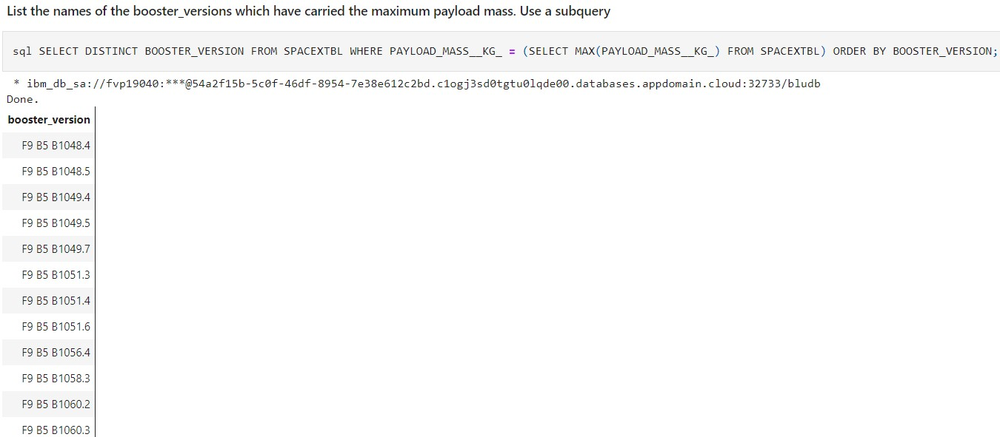 List the names of the booster_versions which have carried the maximum payload mass. Use a subquery
sql SELECT DISTINCT BOOSTER_VERSION FROM SPACEXTBL WHERE PAYLOAD_MASS__KG_ = (SELECT MAX(PAYLOAD_MASS__KG_) FROM SPACEXTBL) ORDER BY BOOSTER_VERSION;
* ibm_db_sa://fvp19040:***@54a2f15b-5c0f-46df-8954-7e38e612c2bd.c1ogj3sd0tgtu0lqde00.databases.appdomain.cloud:32733/bludb
Done.
booster_version
F9 B5 B1048.4
F9 B5 B1048.5
F9 B5 B1049.4
F9 B5 B1049.5
F9 B5 B1049.7
F9 B5 B1051.3
F9 B5 B1051.4
F9 B5 B1051.6
F9 B5 B1056.4
F9 B5 B1058.3
F9 B5 B1060.2
F9 B5 B1060.3